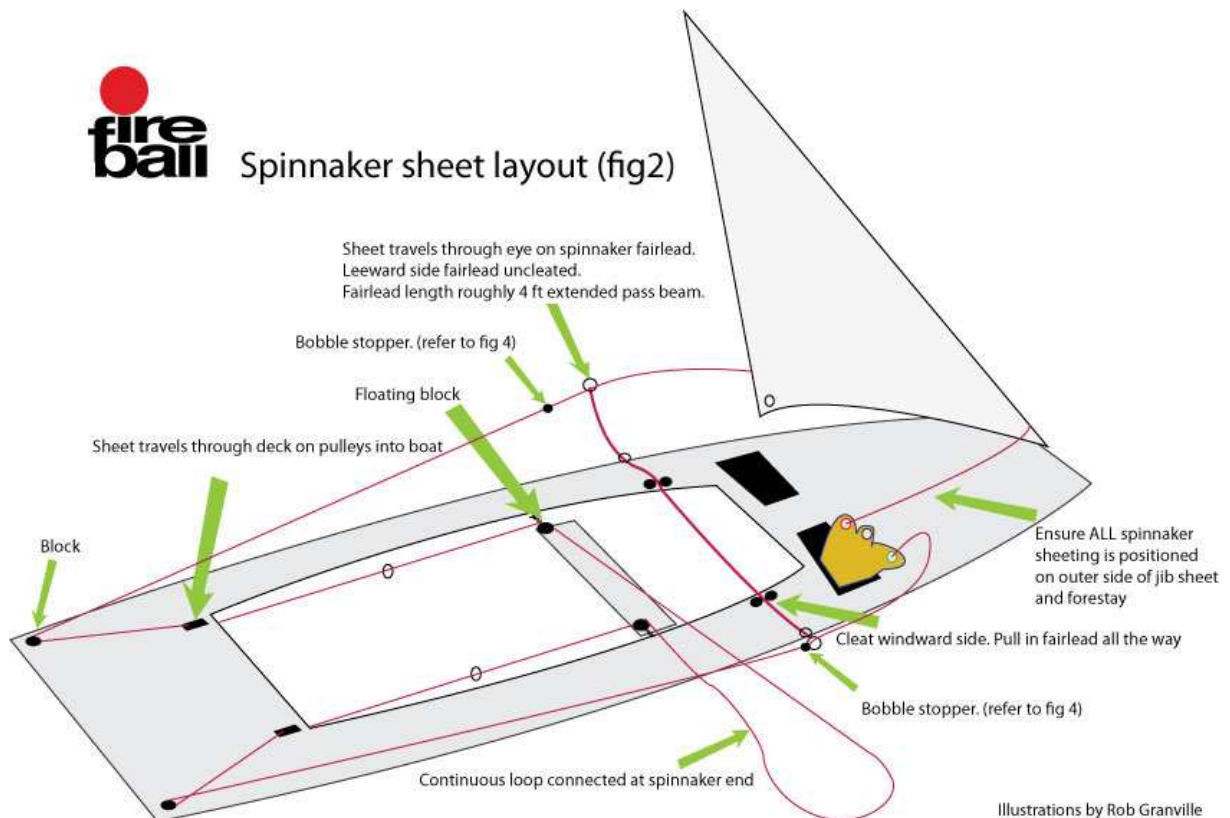 fire
ball
Spinnaker sheet layout (fig2)
Sheet travels through eye on spinnaker fairlead.
Leeward side fairlead uncleated.
Fairlead length roughly 4 ft extended pass beam.
Bobble stopper. (refer to fig 4)
Floating block
Sheet travels through deck on pulleys into boat
Block
Ensure ALL spinnaker
sheeting is positioned
on outer side of jib sheet
and forestay
Cleat windward side. Pull in fairlead all the way
Bobble stopper. (refer to fig 4)
Continuous loop connected at spinnaker end
Illustrations by Rob Granville